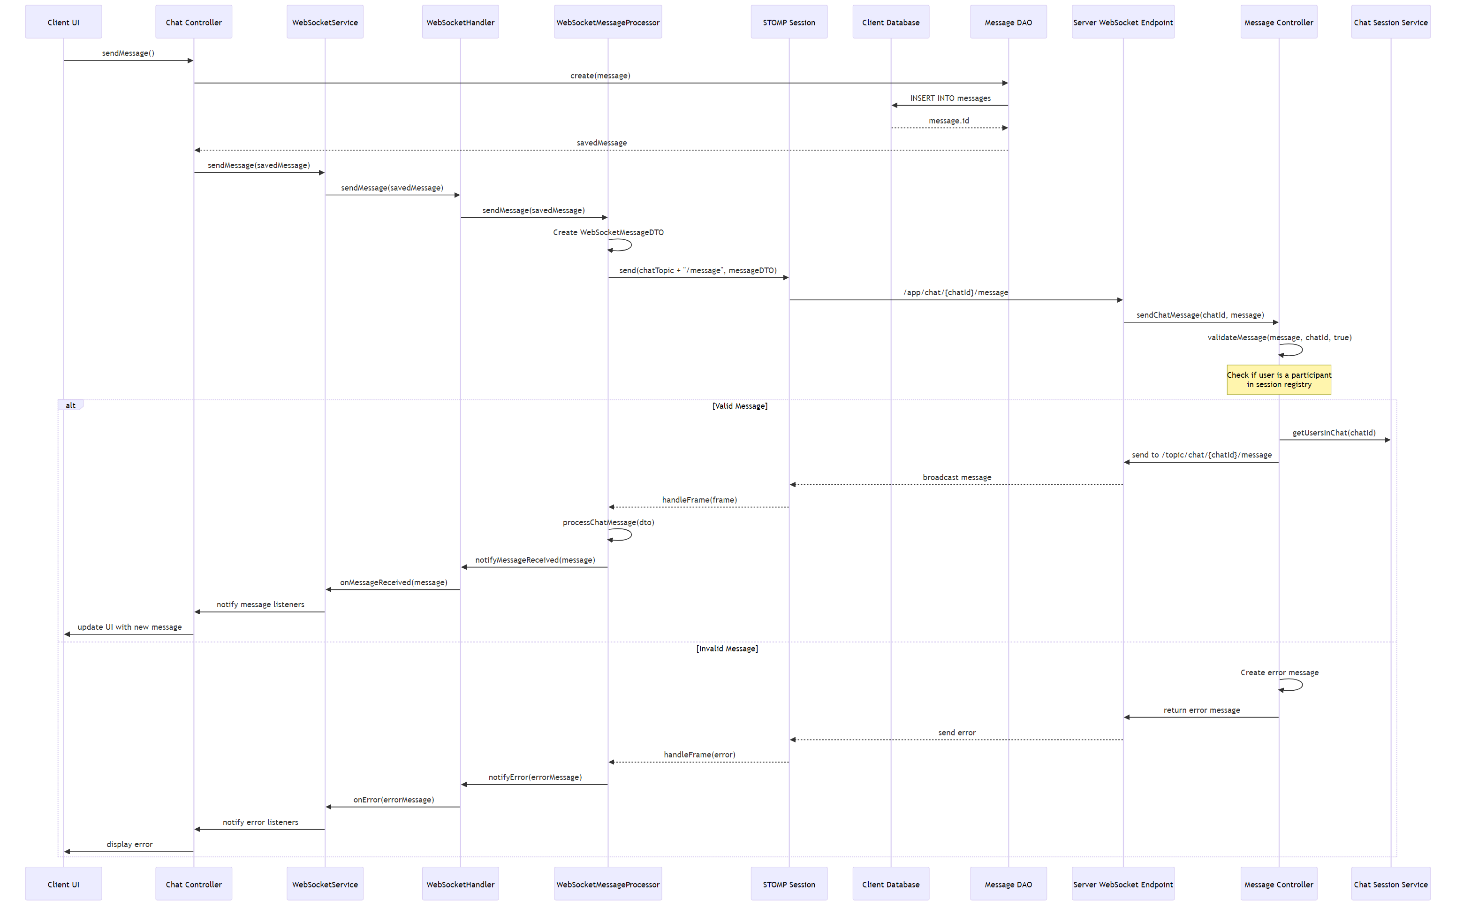 Client UI
Chat Controller
WebSocketService
WebSocketHandler
WebSocketMessageProcessor
STOMP Session
Client Database
Message DAO
Server WebSocket Endpoint
Message Controller
Chat Session Service
sendMessage()
create(message)
INSERT INTO messages
message.id
savedMessage
sendMessage(savedMessage)
sendMessage(savedMessage)
sendMessage(savedMessage)
Create WebSocketMessageDTO
send(chatTopic + "/message", messageDTO)
/app/chat/{chatId}/message
sendChatMessage(chatId, message)
validateMessage(message, chatId, true)
Check if user is a participant
in session registry
alt
[Valid Message]
getUsersInChat(chatId)
send to /topic/chat/{chatId}/message
broadcast message
handleFrame(frame)
processChatMessage(dto)
notifyMessageReceived(message)
onMessageReceived(message)
notify message listeners
update UI with new message
[Invalid Message]
Create error message
return error message
send error
handleFrame(error)
notifyError(errorMessage)
onError(errorMessage)
notify error listeners
display error
Client UI
Chat Controller
WebSocketService
WebSocketHandler
WebSocketMessageProcessor
STOMP Session
Client Database
Message DAO
Server WebSocket Endpoint
Message Controller
Chat Session Service